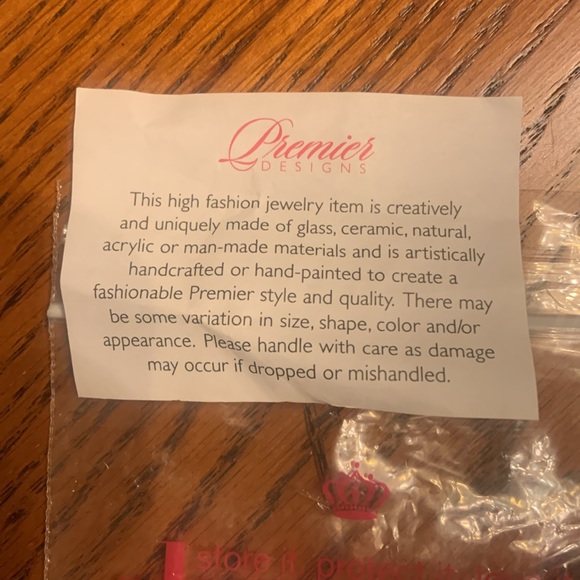 Premier
DESIGNS
This high fashion jewelry item is creatively
and uniquely made of glass, ceramic, natural,
acrylic or man-made materials and is artistically
handcrafted or hand-painted to create a
fashionable Premier style and quality. There may
be some variation in size, shape, color and/or
appearance. Please handle with care as damage
may occur if dropped or mishandled.
store it